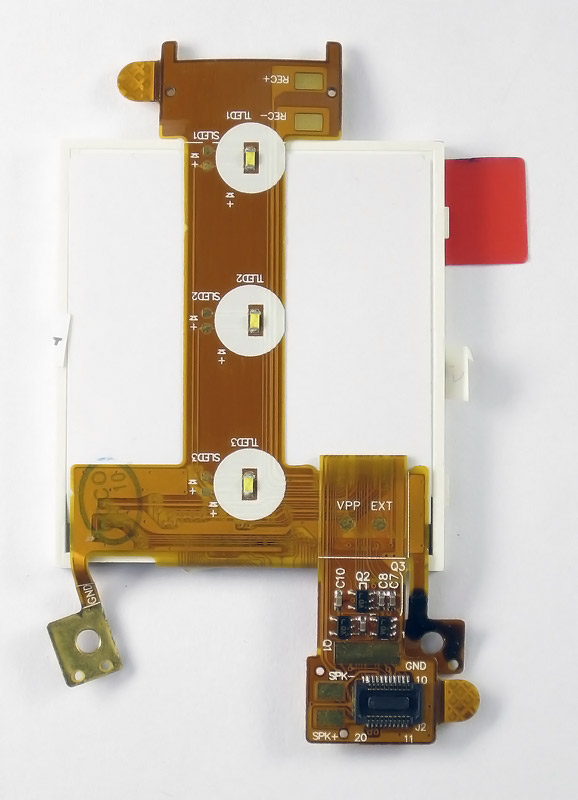 REC+
REC-
TLED1
SLED1
TLED2
SLED2
TLED3
SLED3
VPP EXT
Q3
C10 Q2 C8 C7
GND
GND
SPK- 10
J2
SPK+ 20 11